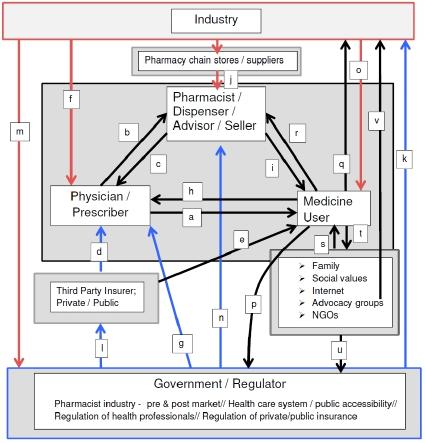 Industry
Pharmacy chain stores / suppliers
o
j
f
Pharmacist /
Dispenser /
Advisor / Seller
m
b
r
v
c
i
q
k
h
Physician /
Prescriber
Medicine
User
a
d
e
s
t
Third Party Insurer;
Private / Public
➢ Family
➢ Social values
➢ Internet
➢ Advocacy groups
➢ NGOs
p
n
l
g
u
Government / Regulator
Pharmacist industry - pre & post market// Health care system / public accessibility//
Regulation of health professionals// Regulation of private/public insurance